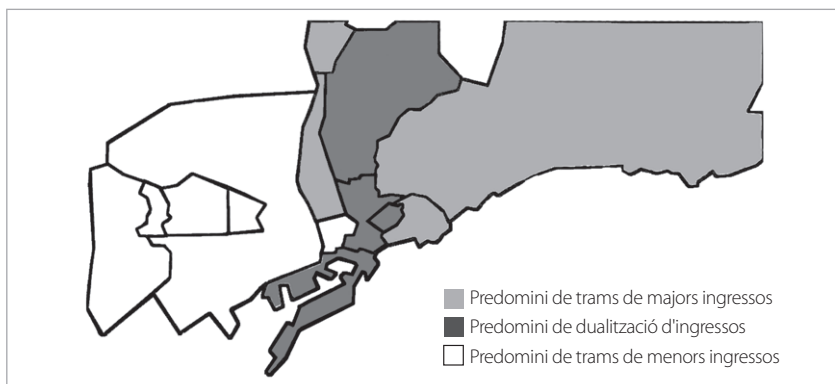 Predomini de trams de majors ingressos
Predomini de dualització d'ingressos
Predomini de trams de menors ingressos